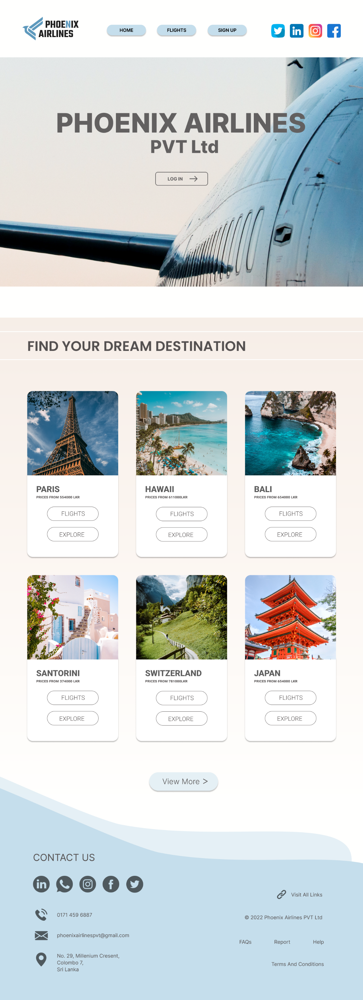 PHOENIX
AIRLINES
HOME
FLIGHTS
SIGN UP
PHOENIX AIRLINES
PVT Ltd
LOG IN
FIND YOUR DREAM DESTINATION
PARIS
PRICES FROM 554000 LKR
FLIGHTS
EXPLORE
HAWAII
PRICES FROM 611000LKR
FLIGHTS
EXPLORE
BALI
PRICES FROM 654000 LKR
FLIGHTS
EXPLORE
SANTORINI
PRICES FROM 374000 LKR
FLIGHTS
EXPLORE
SWITZERLAND
PRICES FROM 781000LKR
FLIGHTS
EXPLORE
JAPAN
PRICES FROM 654000 LKR
FLIGHTS
EXPLORE
View More >
CONTACT US
0171 459 6887
phoenixairlinespvt@gmail.com
No. 29, Millenium Cresent,
Colombo 7,
Sri Lanka
Visit All Links
© 2022 Phoenix Airlines PVT Ltd
FAQs
Report
Help
Terms And Conditions